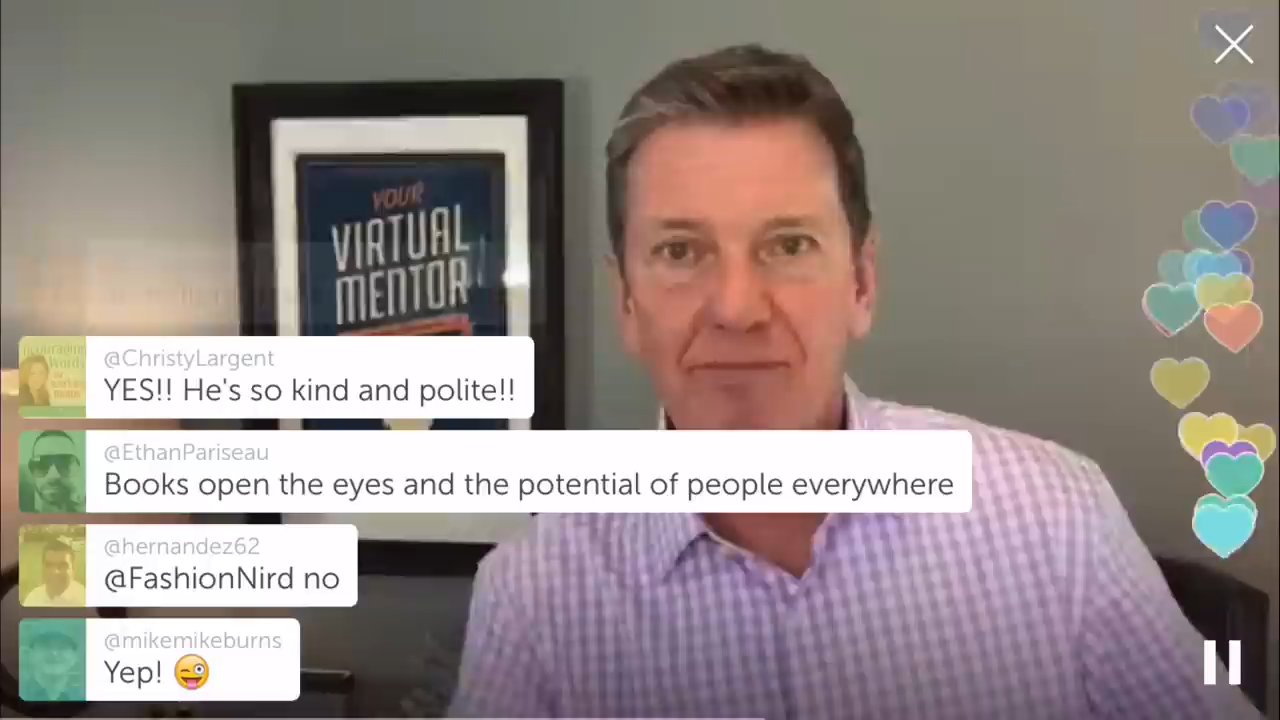 YOUR
VIRTUAL
MENTOR
@ChristyLargent
YES!! He's so kind and polite!!
@EthanPariseau
Books open the eyes and the potential of people everywhere
@hernandez62
@FashionNird no
@mikemikeburns
Yep! 😜